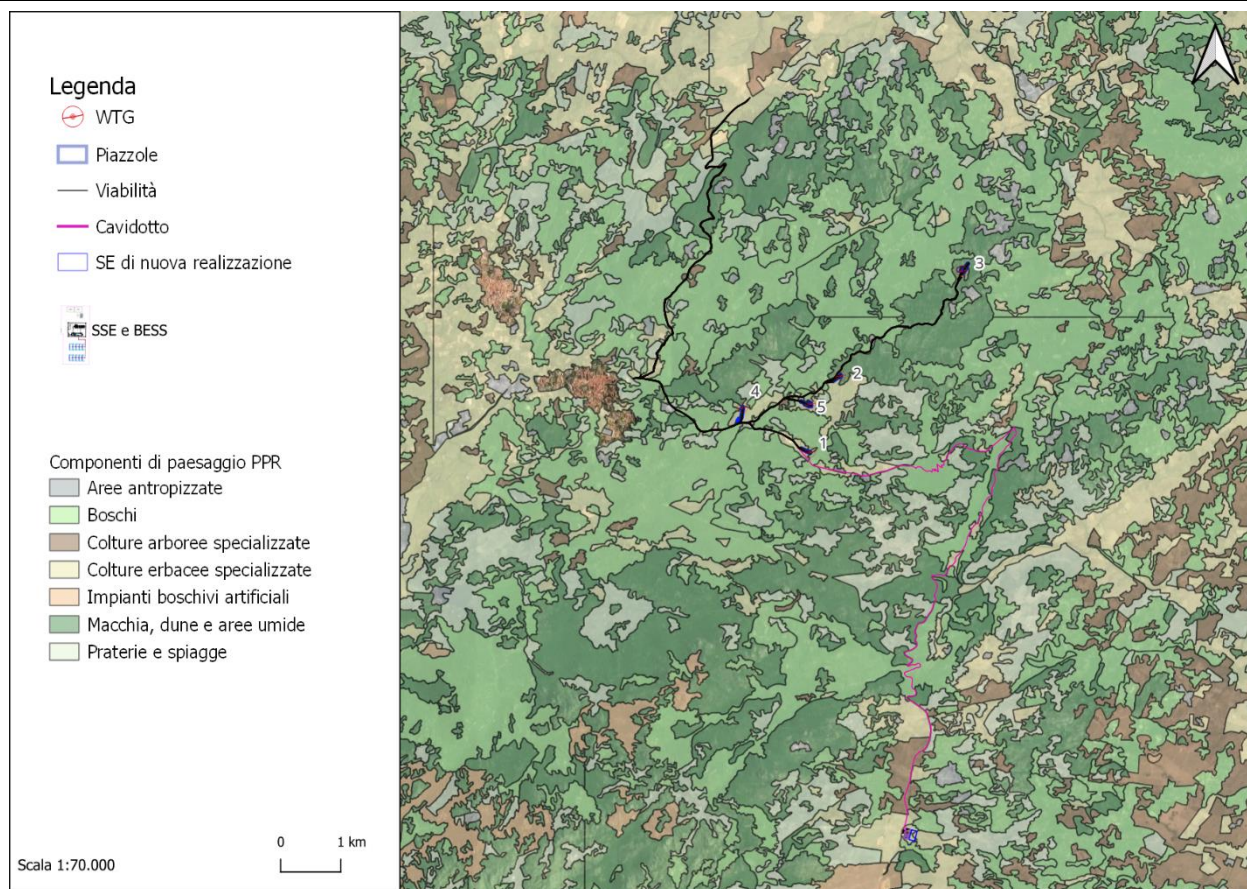 Legenda
WTG
Piazzole
Viabilità
Cavidotto
SE di nuova realizzazione
SSE e BESS
Componenti di paesaggio PPR
Aree antropizzate
Boschi
Colture arboree specializzate
Colture erbacee specializzate
Impianti boschivi artificiali
Macchia, dune e aree umide
Praterie e spiagge
0 1 km
Scala 1:70.000
3
2
4
5
1